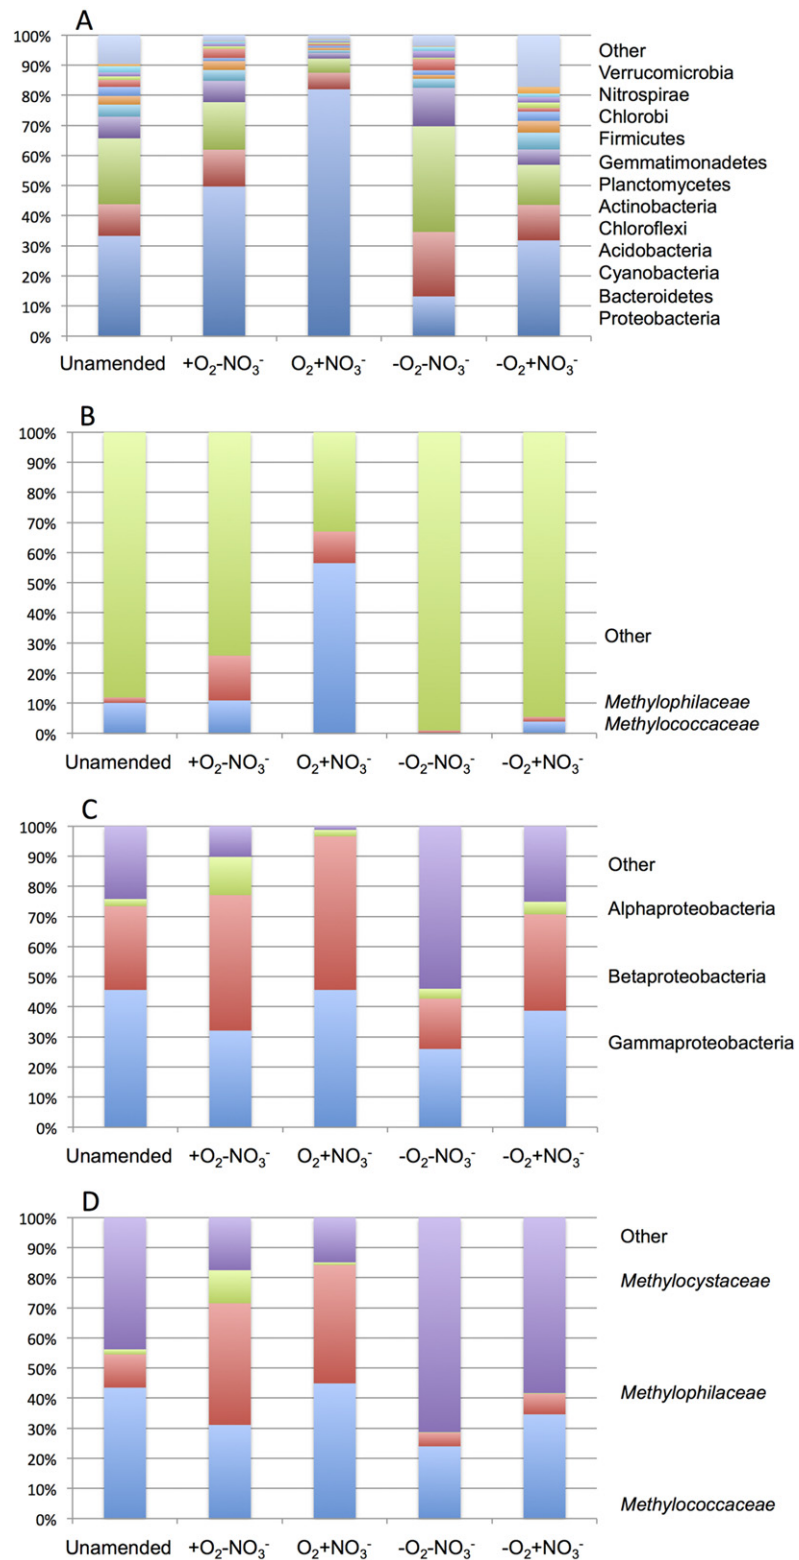 A
100%
90%
80%
70%
60%
50%
40%
30%
20%
10%
0%
Unamended +O₂-NO₃⁻ O₂+NO₃⁻ -O₂-NO₃⁻ -O₂+NO₃⁻
Other
Verrucomicrobia
Nitrospirae
Chlorobi
Firmicutes
Gemmatimonadetes
Planctomycetes
Actinobacteria
Chloroflexi
Acidobacteria
Cyanobacteria
Bacteroidetes
Proteobacteria
B
100%
90%
80%
70%
60%
50%
40%
30%
20%
10%
0%
Unamended +O₂-NO₃⁻ O₂+NO₃⁻ -O₂-NO₃⁻ -O₂+NO₃⁻
Other
Methylophilaceae
Methylococcaceae
C
100%
90%
80%
70%
60%
50%
40%
30%
20%
10%
0%
Unamended +O₂-NO₃⁻ O₂+NO₃⁻ -O₂-NO₃⁻ -O₂+NO₃⁻
Other
Alphaproteobacteria
Betaproteobacteria
Gammaproteobacteria
D
100%
90%
80%
70%
60%
50%
40%
30%
20%
10%
0%
Unamended +O₂-NO₃⁻ O₂+NO₃⁻ -O₂-NO₃⁻ -O₂+NO₃⁻
Other
Methylocystaceae
Methylophilaceae
Methylococcaceae